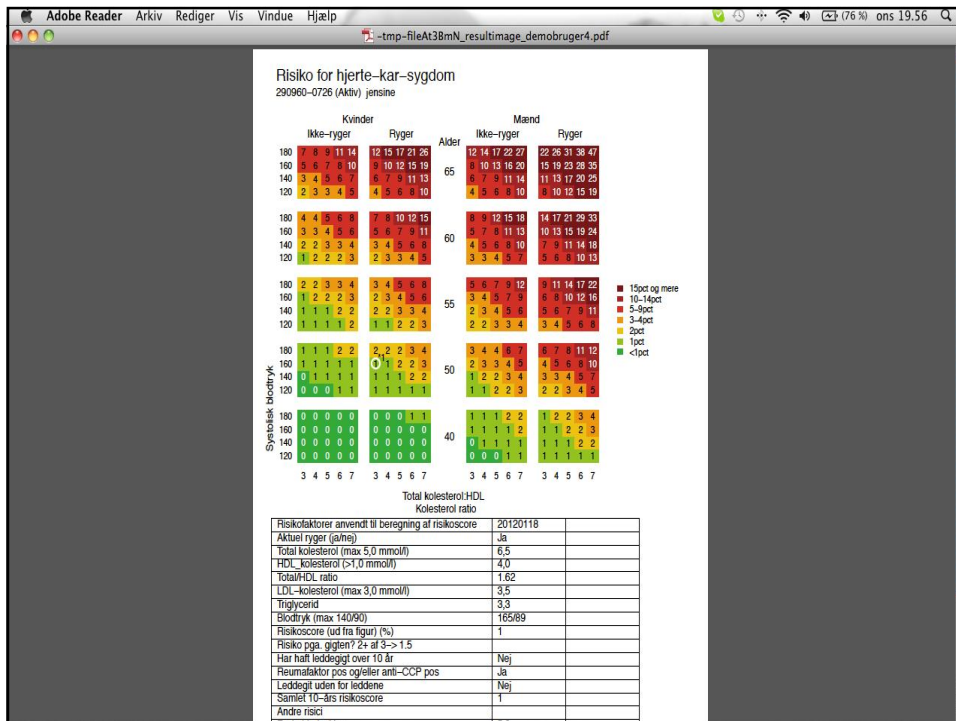 Adobe Reader Arkiv Rediger Vis Vindue Hjælp (76 %) ons 19.56
-tmp-fileAt3BmN_resultimage_demobruger4.pdf
Risiko for hjerte-kar-sygdom
290960-0726 (Aktiv) jensine
Kvinder Mænd
Ikke-ryger Ryger Alder Ikke-ryger Ryger
180 7 8 9 11 14 12 15 17 21 26 12 14 17 22 27 22 26 31 38 47
160 5 6 7 8 10 9 10 12 15 19 65 8 10 13 16 20 15 19 23 28 35
140 3 4 5 6 7 6 7 9 11 13 6 7 9 11 14 11 13 17 20 25
120 2 3 3 4 5 4 5 6 8 10 4 5 6 8 10 8 10 12 15 19
180 4 4 5 6 8 7 8 10 12 15 8 9 12 15 18 14 17 21 29 33
160 3 3 4 5 6 5 6 7 9 11 60 5 7 8 11 13 10 13 15 19 24
140 2 2 3 3 4 3 4 5 6 8 4 5 6 8 10 7 9 11 14 18
120 1 2 2 2 3 2 3 3 4 5 3 3 4 5 7 5 6 8 10 13
180 2 2 3 3 4 3 4 5 6 8 5 6 7 9 12 9 11 14 17 22
160 1 2 2 2 3 2 3 4 5 6 55 3 4 5 7 9 6 8 10 12 16
140 1 1 1 2 2 2 2 3 3 4 2 3 4 5 6 5 6 7 9 11
120 1 1 1 1 2 1 1 2 2 3 2 2 3 3 4 3 4 5 6 8
15pct og mere
10-14pct
5-9pct
3-4pct
2pct
1pct
<1pct
180 1 1 1 2 2 2 2 2 3 4 3 4 4 6 7 6 7 8 11 12
160 1 1 1 1 1 1 1 2 2 3 50 2 3 3 4 5 4 5 6 8 10
140 0 1 1 1 1 1 1 1 2 2 1 2 2 3 4 3 3 4 5 7
120 0 0 0 1 1 1 1 1 1 1 1 1 2 2 3 2 2 3 4 5
180 0 0 0 0 0 0 0 0 1 1 1 1 1 2 2 1 2 2 3 4
160 0 0 0 0 0 0 0 0 0 0 40 1 1 1 1 2 1 1 2 2 3
140 0 0 0 0 0 0 0 0 0 0 0 1 1 1 1 1 1 1 2 2
120 0 0 0 0 0 0 0 0 0 0 0 0 0 1 1 1 1 1 1 1
Systolisk blodtryk
3 4 5 6 7 3 4 5 6 7 3 4 5 6 7 3 4 5 6 7
Total kolesterol:HDL
Kolesterol ratio
Risikofaktorer anvendt til beregning af risikoscore 20120118
Aktuel ryger (ja/nej) Ja
Total kolesterol (max 5,0 mmol/l) 6,5
HDL_kolesterol (>1,0 mmol/l) 4,0
Total/HDL ratio 1.62
LDL-kolesterol (max 3,0 mmol/l) 3,5
Triglycerid 3,3
Blodtryk (max 140/90) 165/89
Risikoscore (ud fra figur) (%) 1
Risiko pga. gigten? 2+ af 3-> 1.5
Har haft leddegigt over 10 år Nej
Reumafaktor pos og/eller anti-CCP pos Ja
Leddegit uden for leddene Nej
Samlet 10-års risikoscore 1
Andre risici